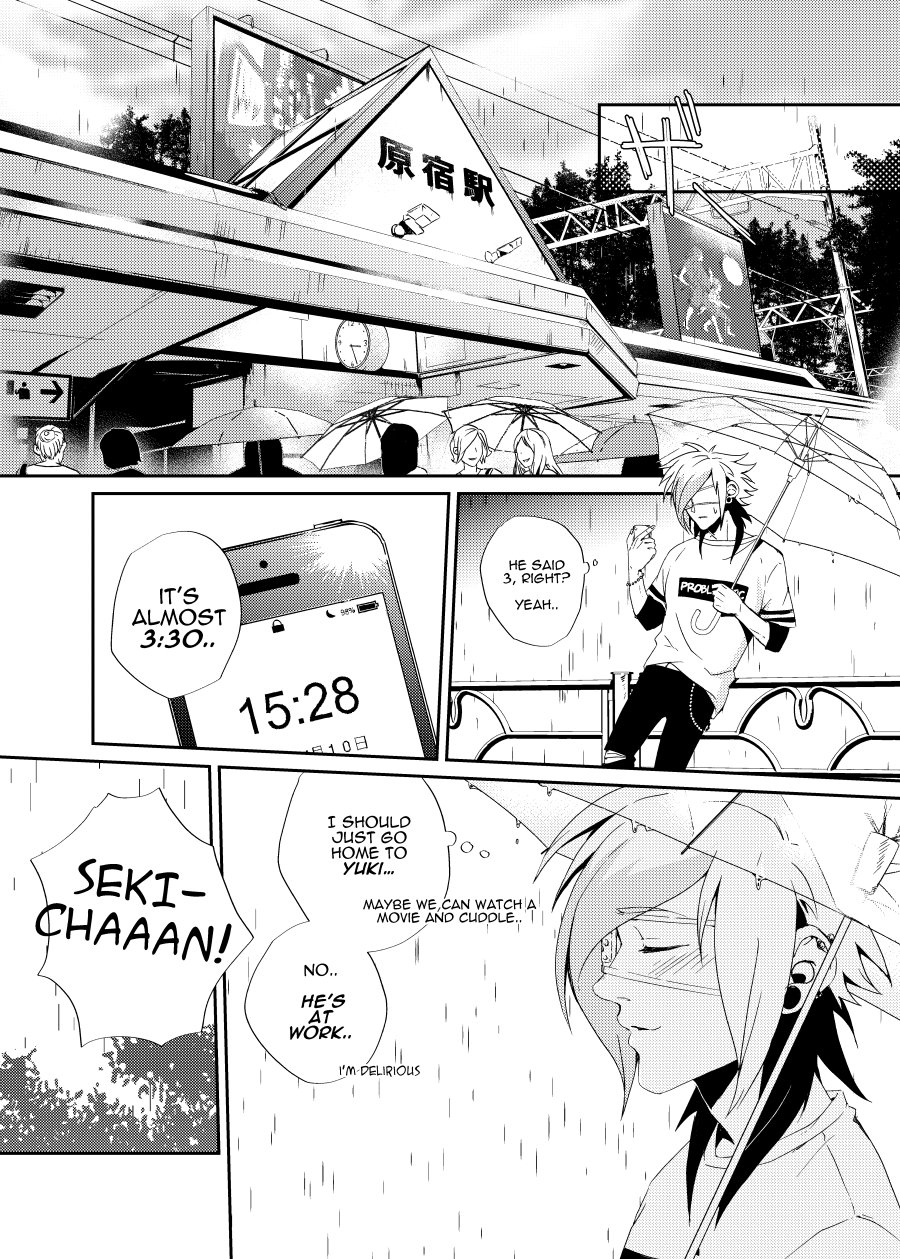 原宿駅
ザァ
HE SAID
3, RIGHT?
YEAH..
IT'S
ALMOST
3:30..
98%
15:28
10日
I SHOULD
JUST GO
HOME TO
YUKI...
MAYBE WE CAN WATCH A
MOVIE AND CUDDLE..
NO..
HE'S
AT
WORK..
I'M DELIRIOUS
SEKI-
CHAAAN!